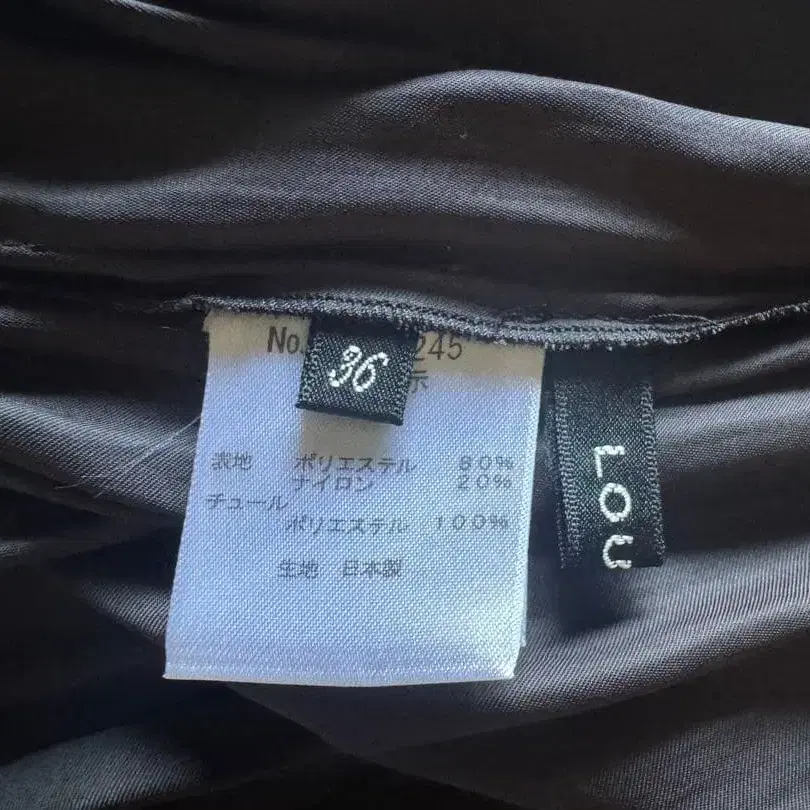 No. 245
36
示
表地 ポリエステル 80%
ナイロン 20%
チュール
ポリエステル 100%
生地 日本製
LOU